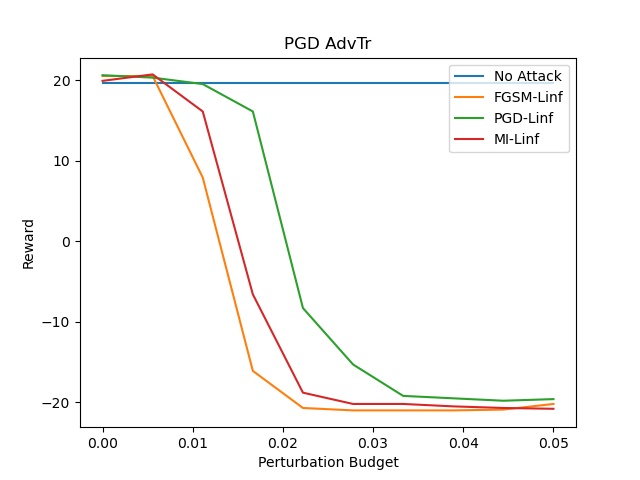 PGD AdvTr
No Attack
FGSM-Linf
PGD-Linf
MI-Linf
Reward
20
10
0
−10
−20
0.00 0.01 0.02 0.03 0.04 0.05
Perturbation Budget